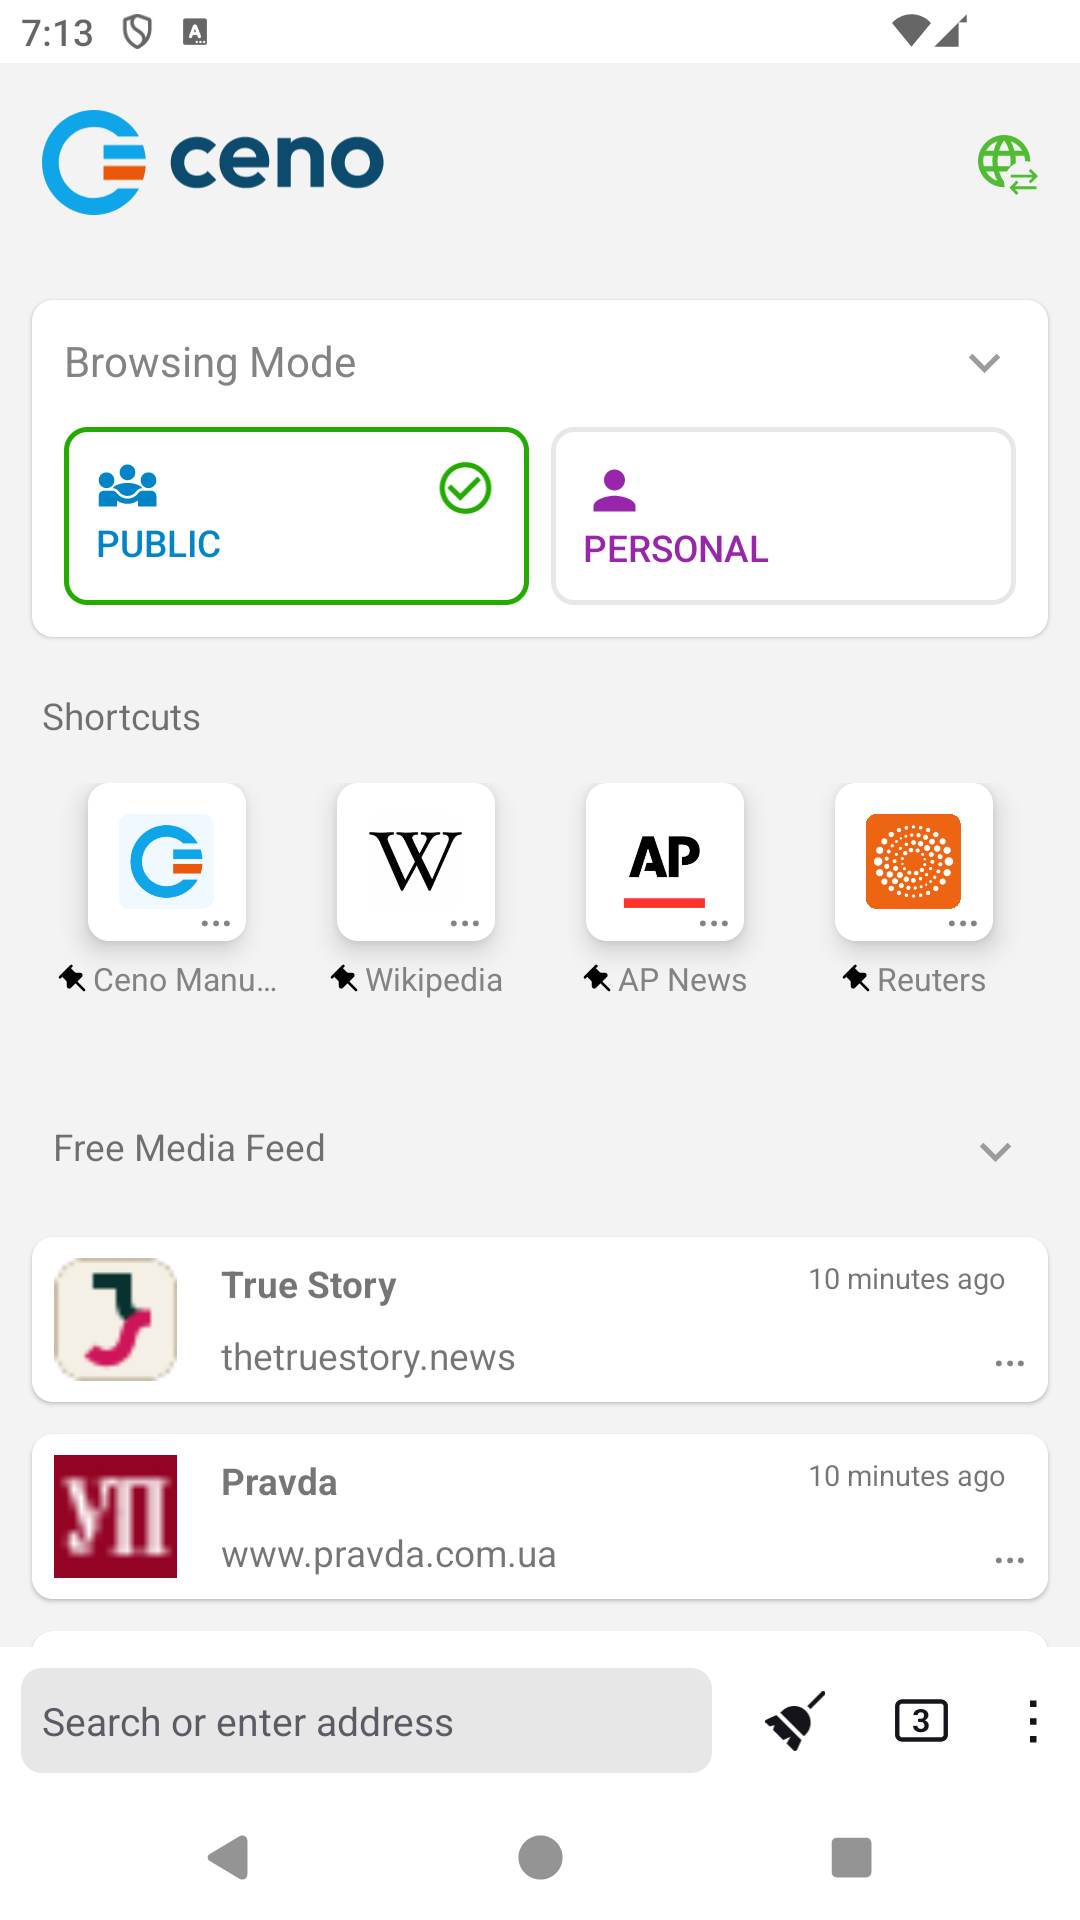 7:13
A
ceno
Browsing Mode
PUBLIC
PERSONAL
Shortcuts
W
AP
Ceno Manu...
Wikipedia
AP News
Reuters
Free Media Feed
True Story
10 minutes ago
thetruestory.news
УП
Pravda
10 minutes ago
www.pravda.com.ua
Search or enter address
3